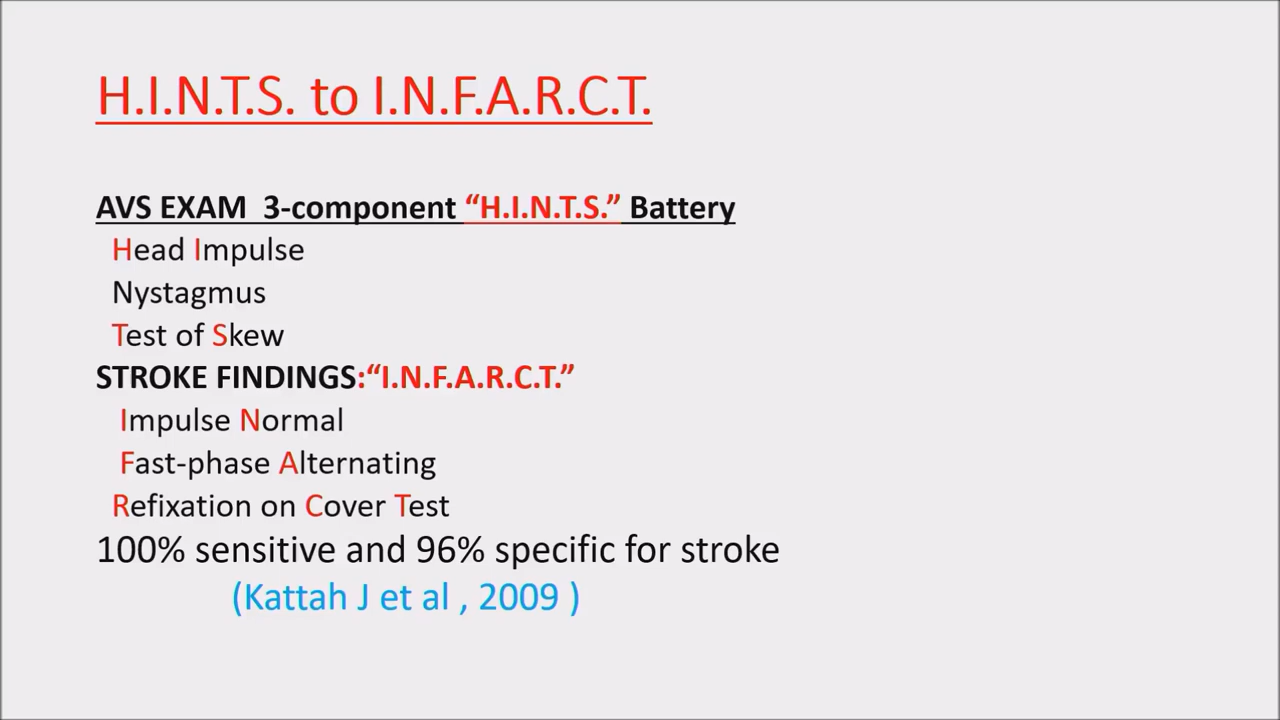 H.I.N.T.S. to I.N.F.A.R.C.T.
AVS EXAM 3-component “H.I.N.T.S.” Battery
Head Impulse
Nystagmus
Test of Skew
STROKE FINDINGS:“I.N.F.A.R.C.T.”
Impulse Normal
Fast-phase Alternating
Refixation on Cover Test
100% sensitive and 96% specific for stroke
(Kattah J et al , 2009 )